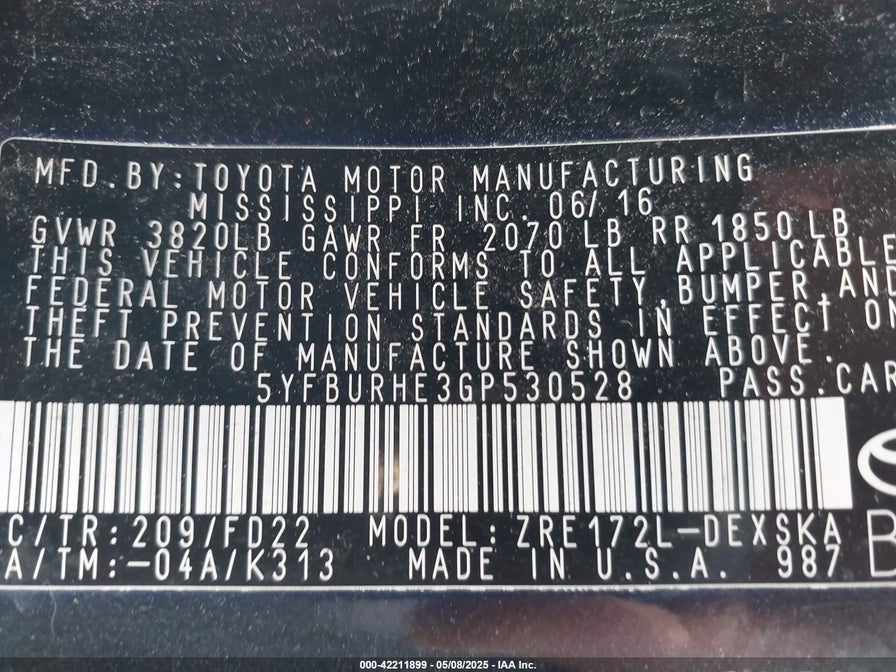 MFD.BY:TOYOTA MOTOR MANUFACTURING
MISSISSIPPI INC. 06/16
GVWR 3820LB GAWR FR 2070LB RR 1850LB
THIS VEHICLE CONFORMS TO ALL APPLICABLE
FEDERAL MOTOR VEHICLE SAFETY,BUMPER,AND
THEFT PREVENTION STANDARDS IN EFFECT O
THE DATE OF MANUFACTURE SHOWN ABOVE.
5YFBURHE3GP530528 PASS.CAR
C/TR:209/FD22 MODEL:ZRE172L-DEXSKA
A/TM:-04A/K313 MADE IN U.S.A. 987
000-42211899 - 05/08/2025 - IAA Inc.